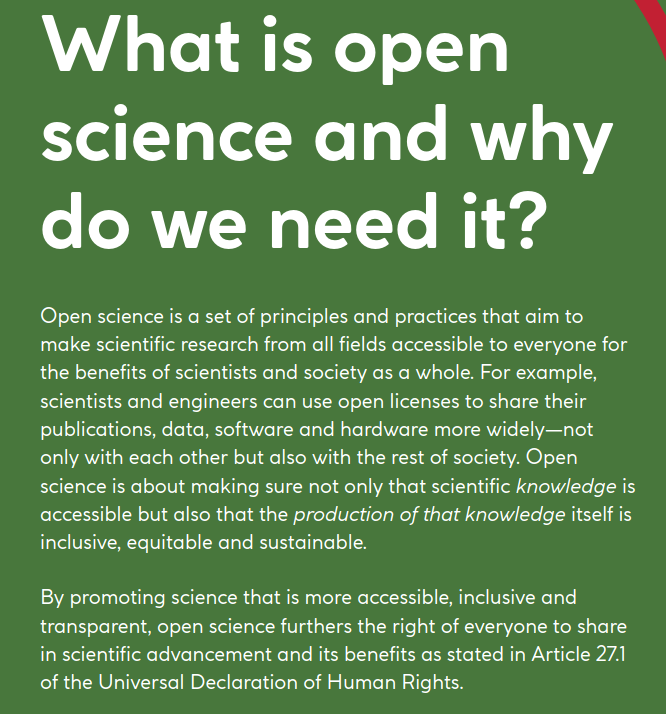 What is open
science and why
do we need it?
Open science is a set of principles and practices that aim to
make scientific research from all fields accessible to everyone for
the benefits of scientists and society as a whole. For example,
scientists and engineers can use open licenses to share their
publications, data, software and hardware more widely—not
only with each other but also with the rest of society. Open
science is about making sure not only that scientific knowledge is
accessible but also that the production of that knowledge itself is
inclusive, equitable and sustainable.
By promoting science that is more accessible, inclusive and
transparent, open science furthers the right of everyone to share
in scientific advancement and its benefits as stated in Article 27.1
of the Universal Declaration of Human Rights.